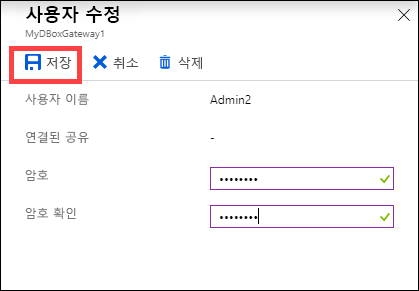 사용자 수정
MyDBoxGateway1
저장 취소 삭제
사용자 이름 Admin2
연결된 공유 -
암호 ••••••••
암호 확인 ••••••••